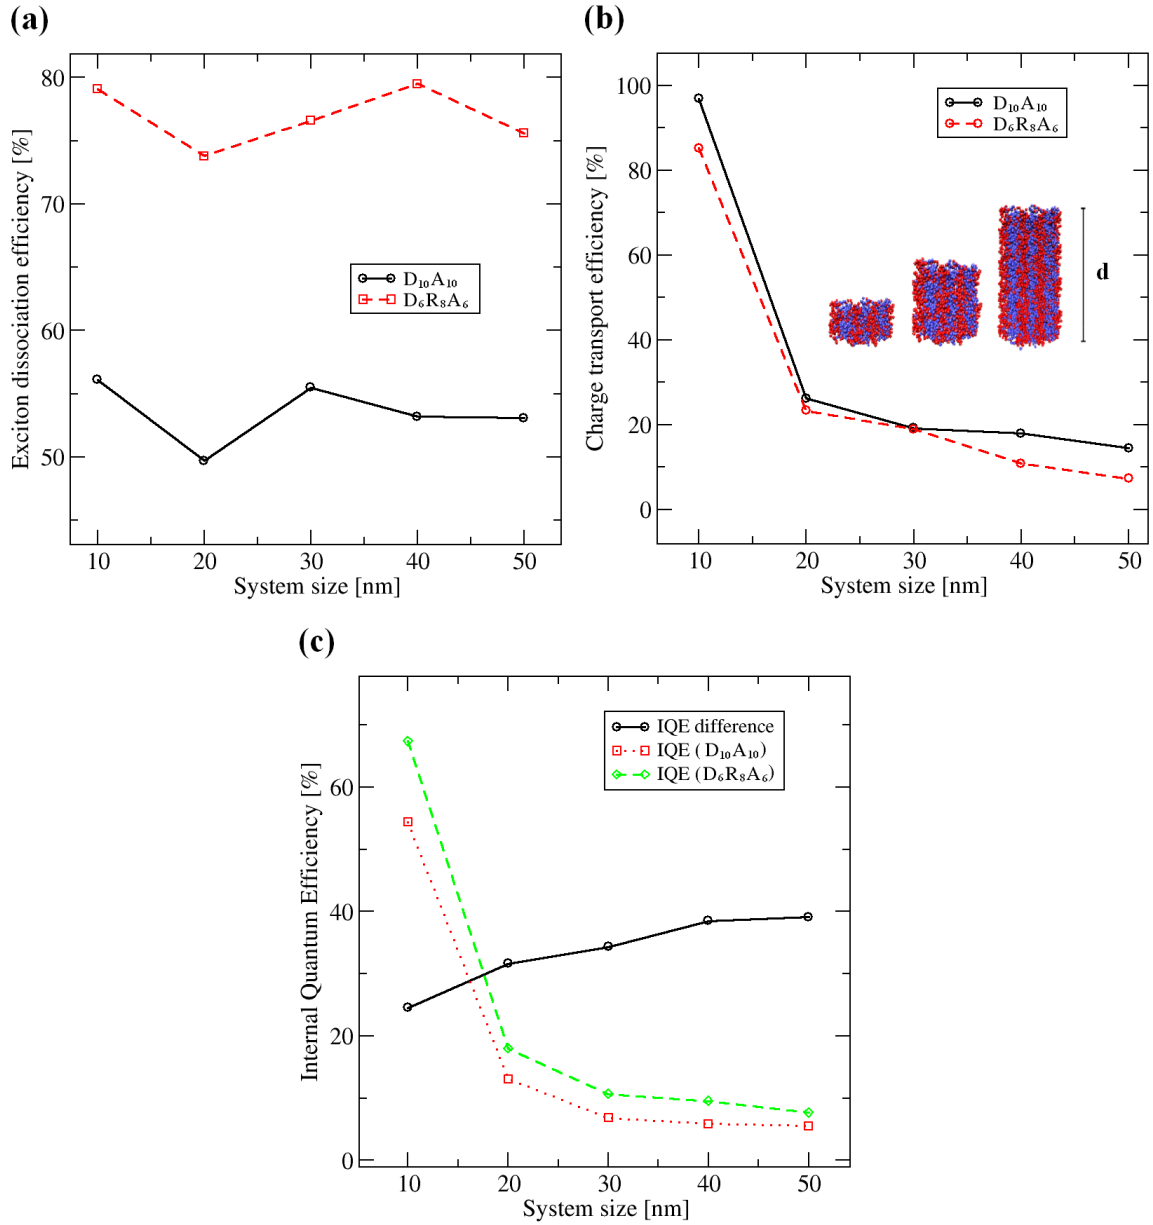 (a)
Exciton dissociation efficiency [%]
80
70
60
50
D₁₀A₁₀
D₆R₈A₆
10 20 30 40 50
System size [nm]
(b)
Charge transport efficiency [%]
100
80
60
40
20
0
D₁₀A₁₀
D₆R₈A₆
d
10 20 30 40 50
System size [nm]
(c)
Internal Quantum Efficiency [%]
60
40
20
0
IQE difference
IQE ( D₁₀A₁₀)
IQE ( D₆R₈A₆)
10 20 30 40 50
System size [nm]